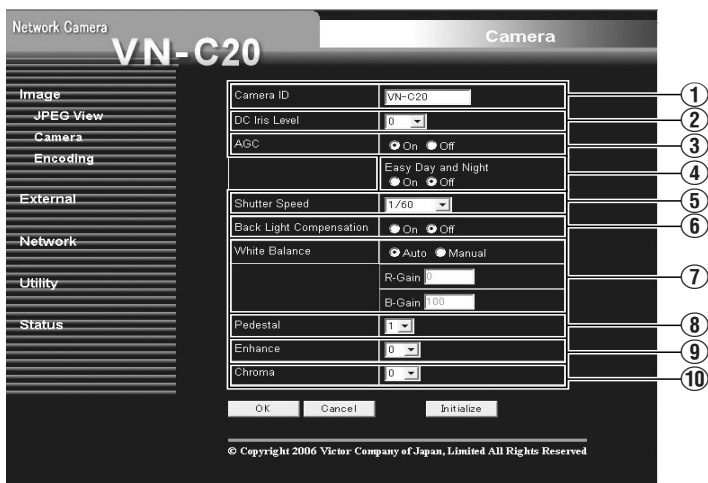 Network Camera
VN-C20
Camera
Image
JPEG View
Camera
Encoding
External
Network
Utility
Status
Camera ID VN-C20 1
DC Iris Level 0 2
AGC On Off 3
Easy Day and Night 4
On Off
Shutter Speed 1/60 5
Back Light Compensation On Off 6
White Balance Auto Manual
R-Gain 0 7
B-Gain 100
Pedestal 1 8
Enhance 0 9
Chroma 0 10
OK Cancel Initialize
© Copyright 2006 Victor Company of Japan, Limited All Rights Reserved